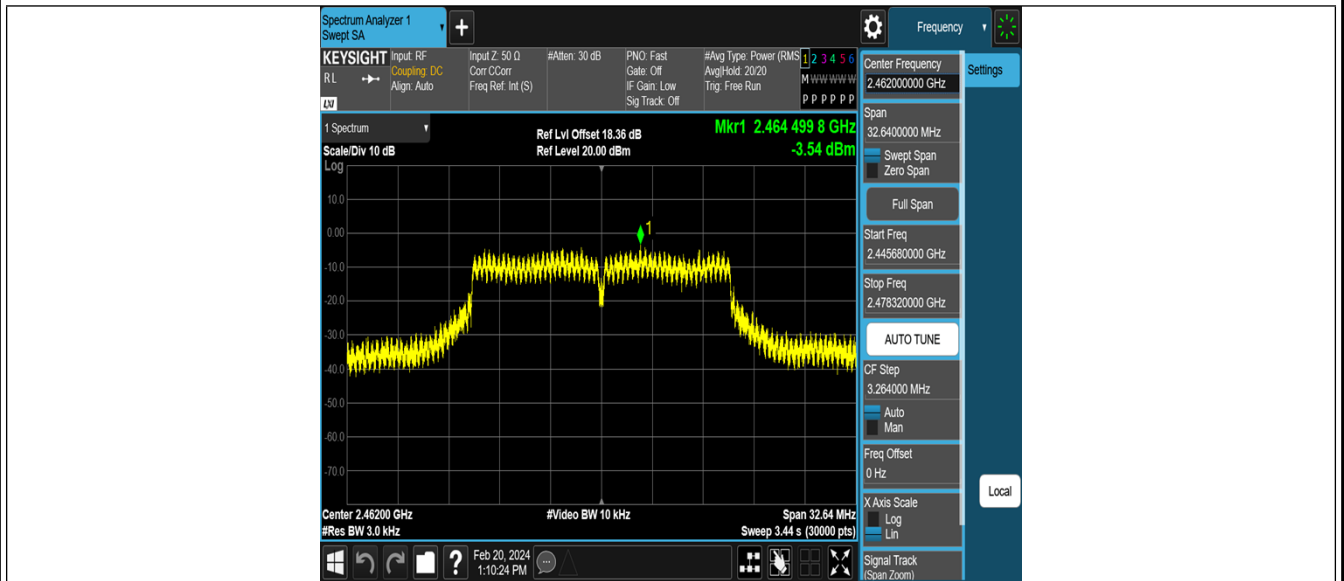 Spectrum Analyzer 1
Swept SA
+
Frequency
KEYSIGHT
RL
LXI
Input: RF
Coupling: DC
Align: Auto
Input Z: 50 Ω
Corr CCorr
Freq Ref: Int (S)
#Atten: 30 dB
PNO: Fast
Gate: Off
IF Gain: Low
Sig Track: Off
#Avg Type: Power (RMS
Avg|Hold: 20/20
Trig: Free Run
1 2 3 4 5 6
M W W W W W
P P P P P P
1 Spectrum
Scale/Div 10 dB
Log
Ref Lvl Offset 18.36 dB
Ref Level 20.00 dBm
Mkr1 2.464 499 8 GHz
-3.54 dBm
10.0
0.00
-10.0
-20.0
-30.0
-40.0
-50.0
-60.0
-70.0
1
Center 2.46200 GHz
#Video BW 10 kHz
Span 32.64 MHz
#Res BW 3.0 kHz
Sweep 3.44 s (30000 pts)
?
Feb 20, 2024
1:10:24 PM
Center Frequency
2.462000000 GHz
Settings
Span
32.6400000 MHz
Swept Span
Zero Span
Full Span
Start Freq
2.445680000 GHz
Stop Freq
2.478320000 GHz
AUTO TUNE
CF Step
3.264000 MHz
Auto
Man
Freq Offset
0 Hz
Local
X Axis Scale
Log
Lin
Signal Track
(Span Zoom)